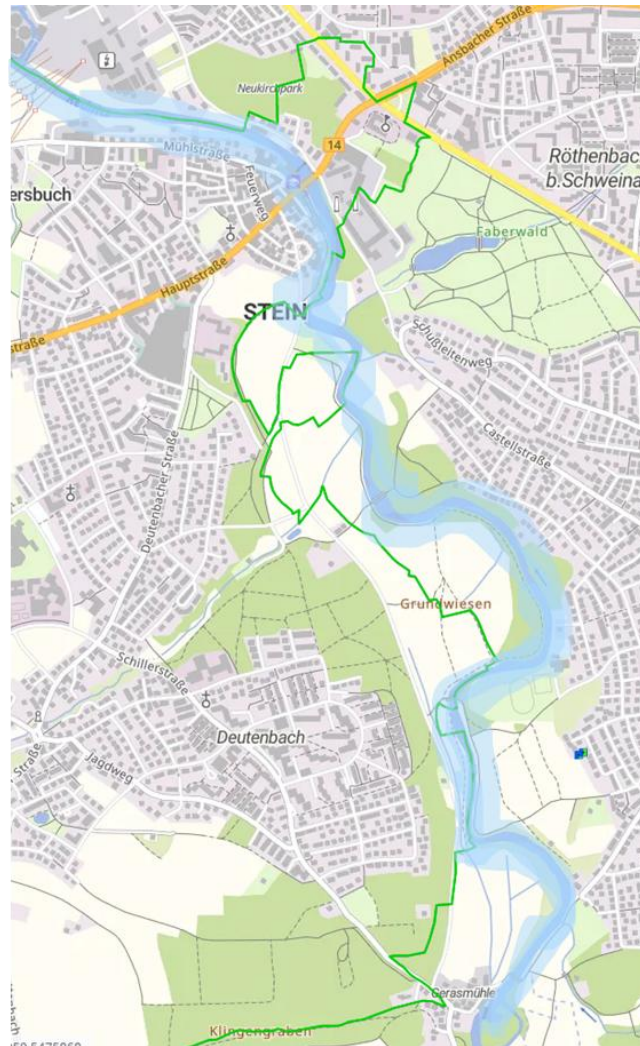 Ansbacher Straße
Neukirchpark
14
Mühlstraße
Röthenbac
b.Schweina
ersbuch
Feuerweg
Faberwald
Hauptstraße
STEIN
straße
Schußleitenweg
Castellstraße
Deutenbacher Straße
Grundwiesen
Schillerstraße
Deutenbach
r Straße
Jagdweg
Gerasmühle
Klingengraben